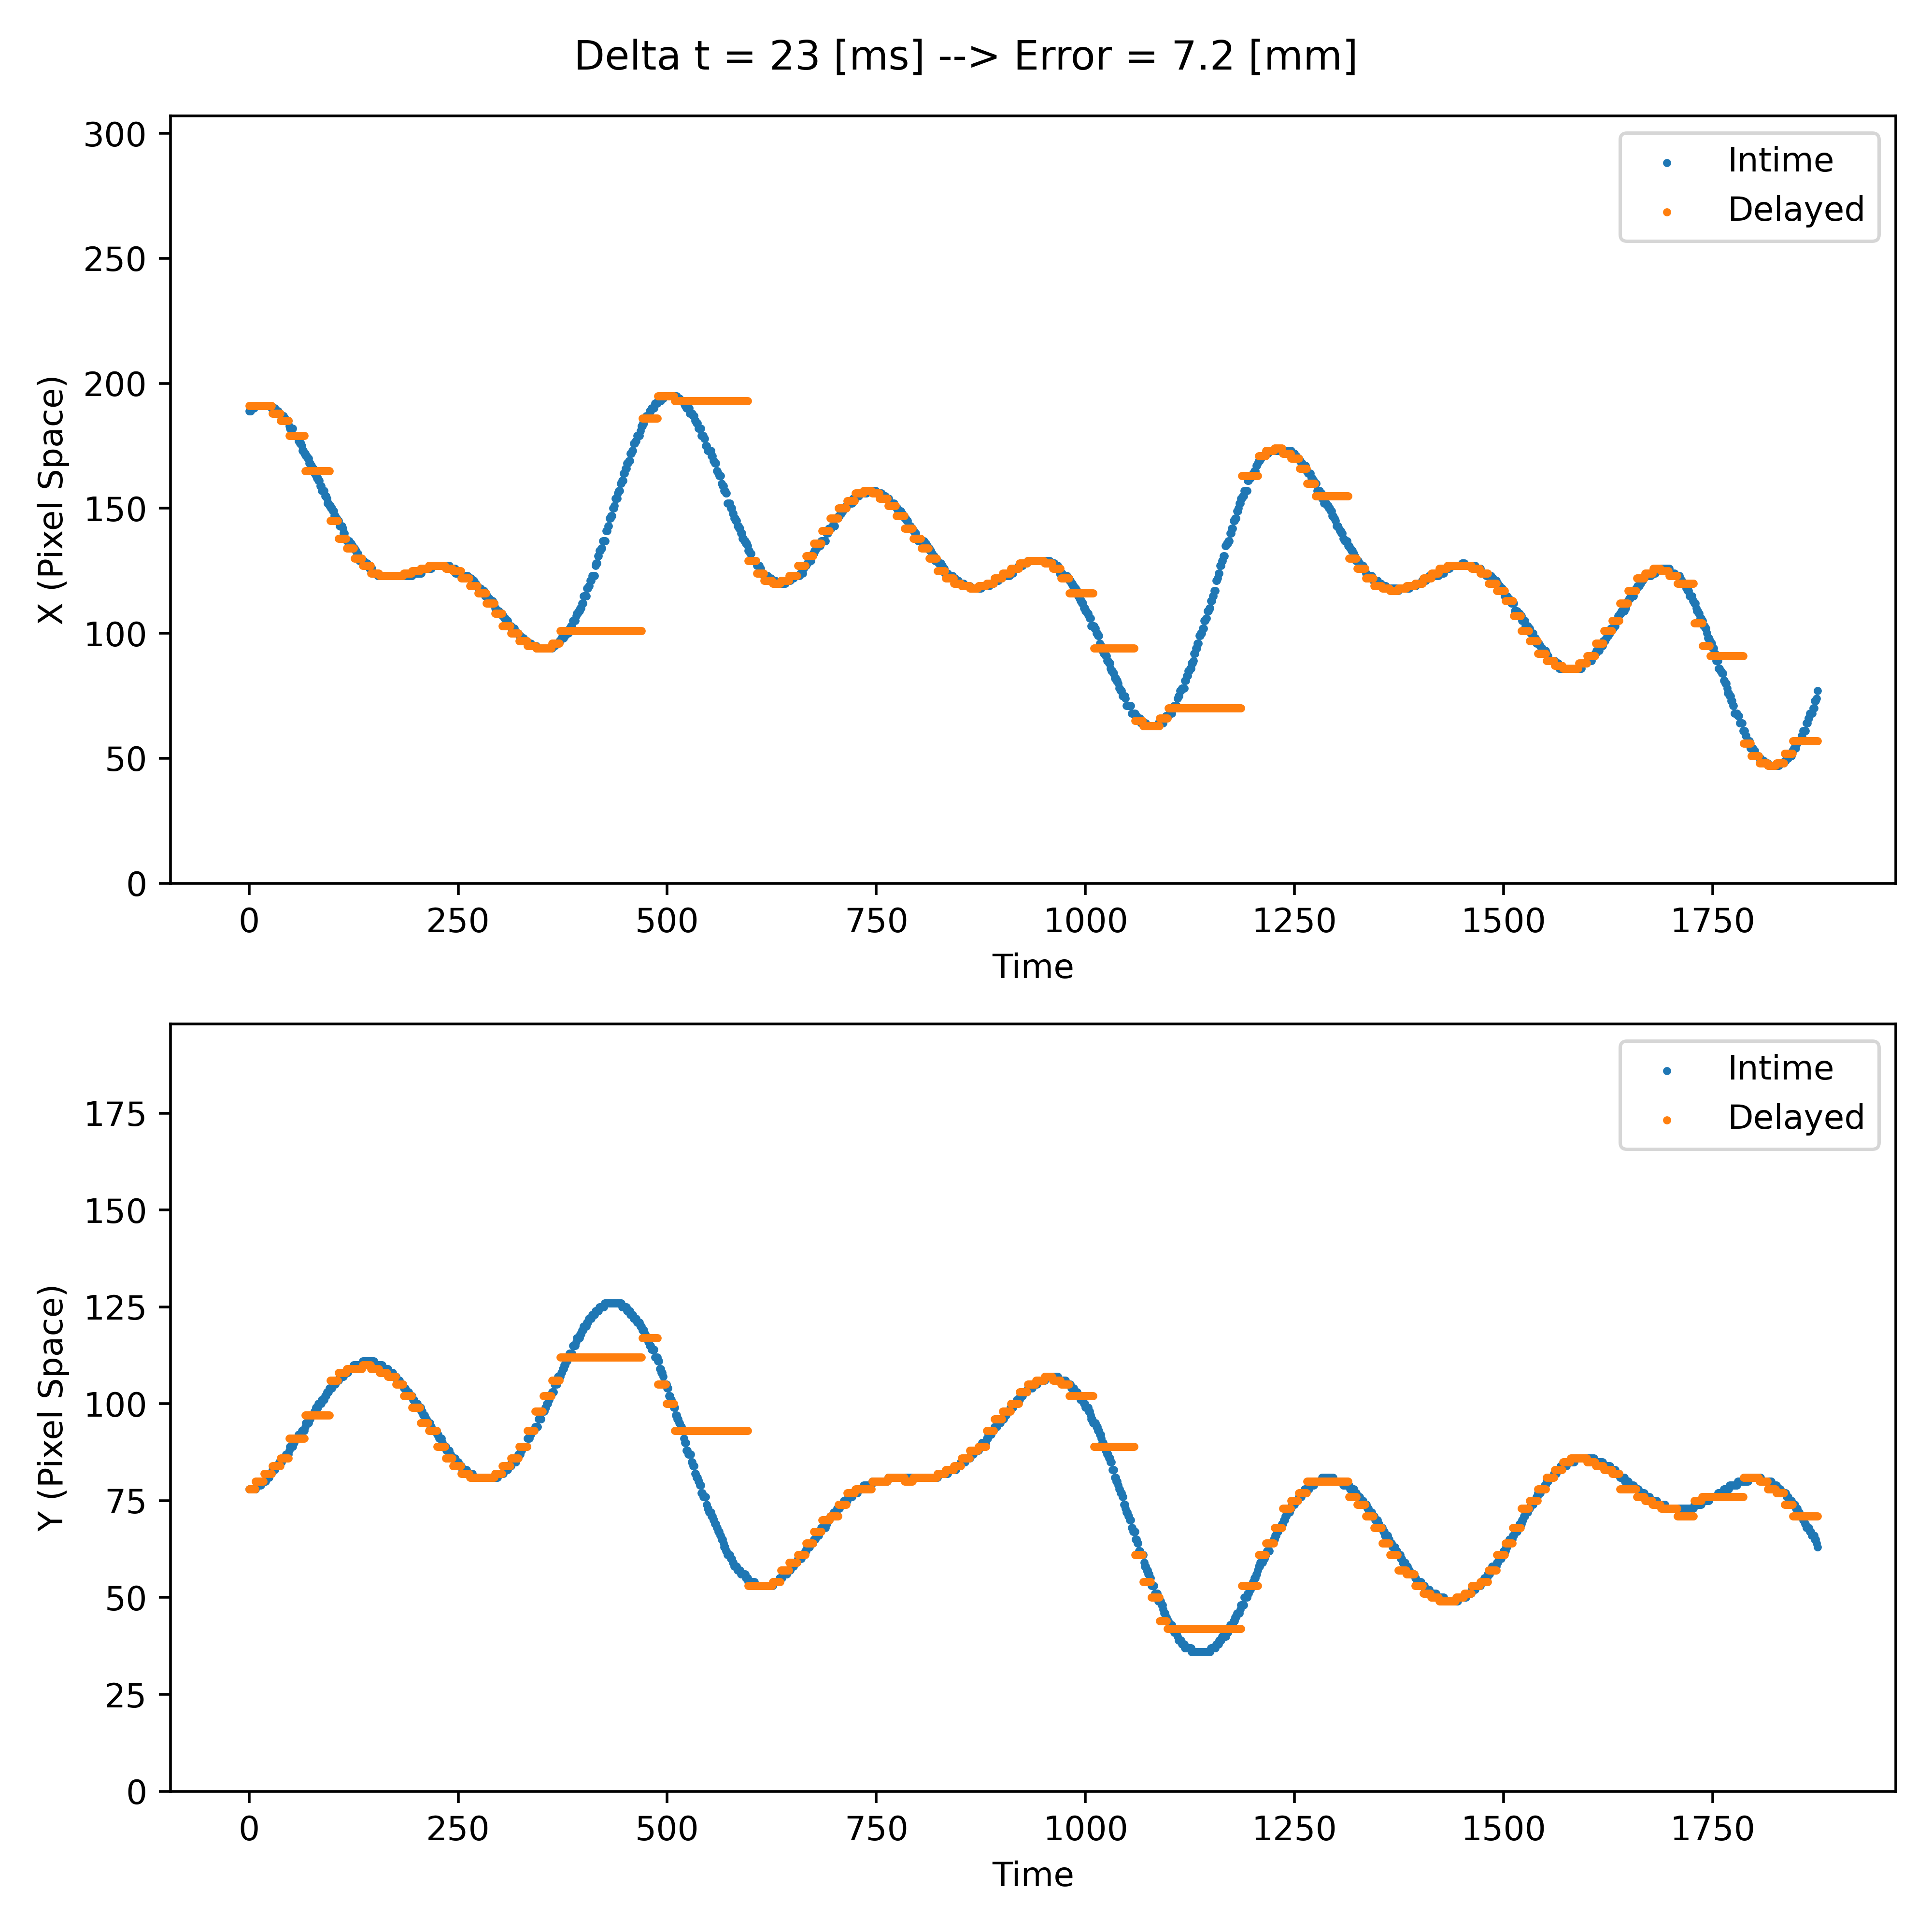 Delta t = 23 [ms] --> Error = 7.2 [mm]
300
250
200
150
100
50
0
X (Pixel Space)
Intime
Delayed
0 250 500 750 1000 1250 1500 1750
Time
175
150
125
100
75
50
25
0
Y (Pixel Space)
Intime
Delayed
0 250 500 750 1000 1250 1500 1750
Time